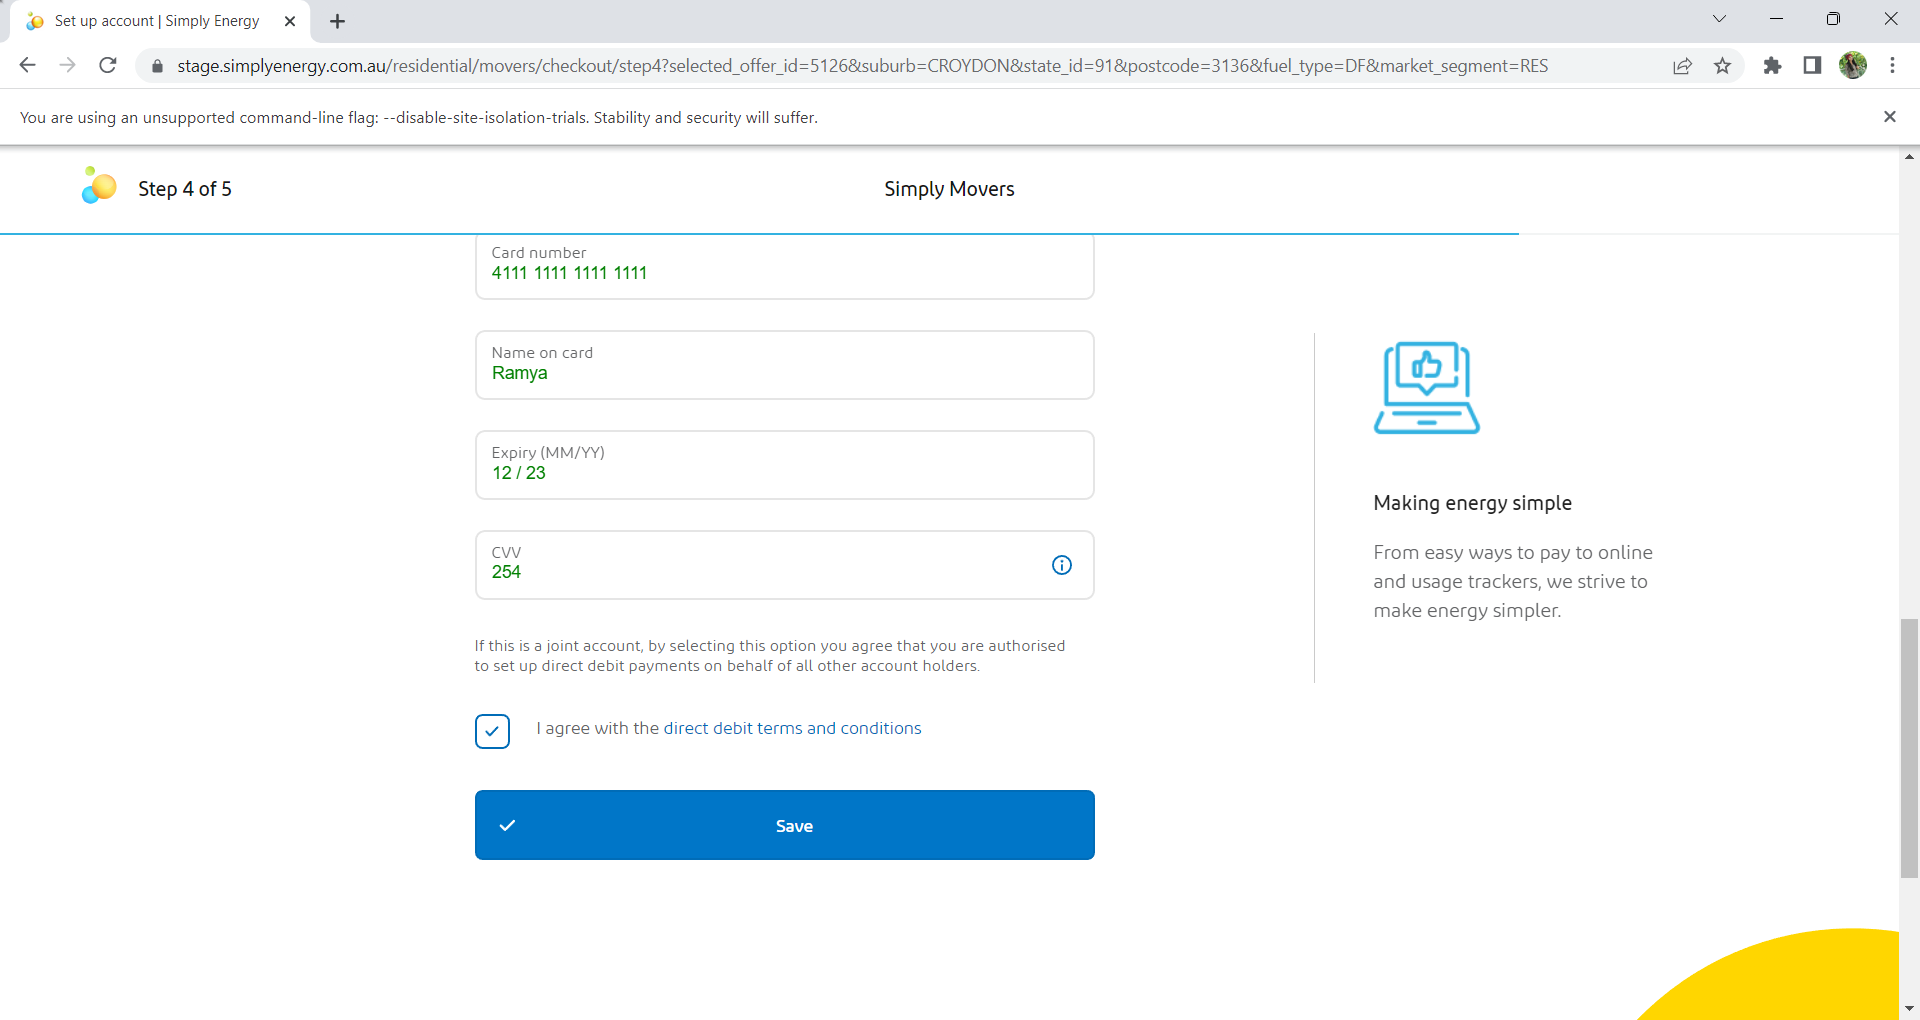 Set up account | Simply Energy
stage.simplyenergy.com.au/residential/movers/checkout/step4?selected_offer_id=5126&suburb=CROYDON&state_id=91&postcode=3136&fuel_type=DF&market_segment=RES
You are using an unsupported command-line flag: --disable-site-isolation-trials. Stability and security will suffer.
Step 4 of 5
Simply Movers
Card number
4111 1111 1111 1111
Name on card
Ramya
Expiry (MM/YY)
12 / 23
CVV
254
If this is a joint account, by selecting this option you agree that you are authorised
to set up direct debit payments on behalf of all other account holders.
I agree with the direct debit terms and conditions
Save
Making energy simple
From easy ways to pay to online
and usage trackers, we strive to
make energy simpler.